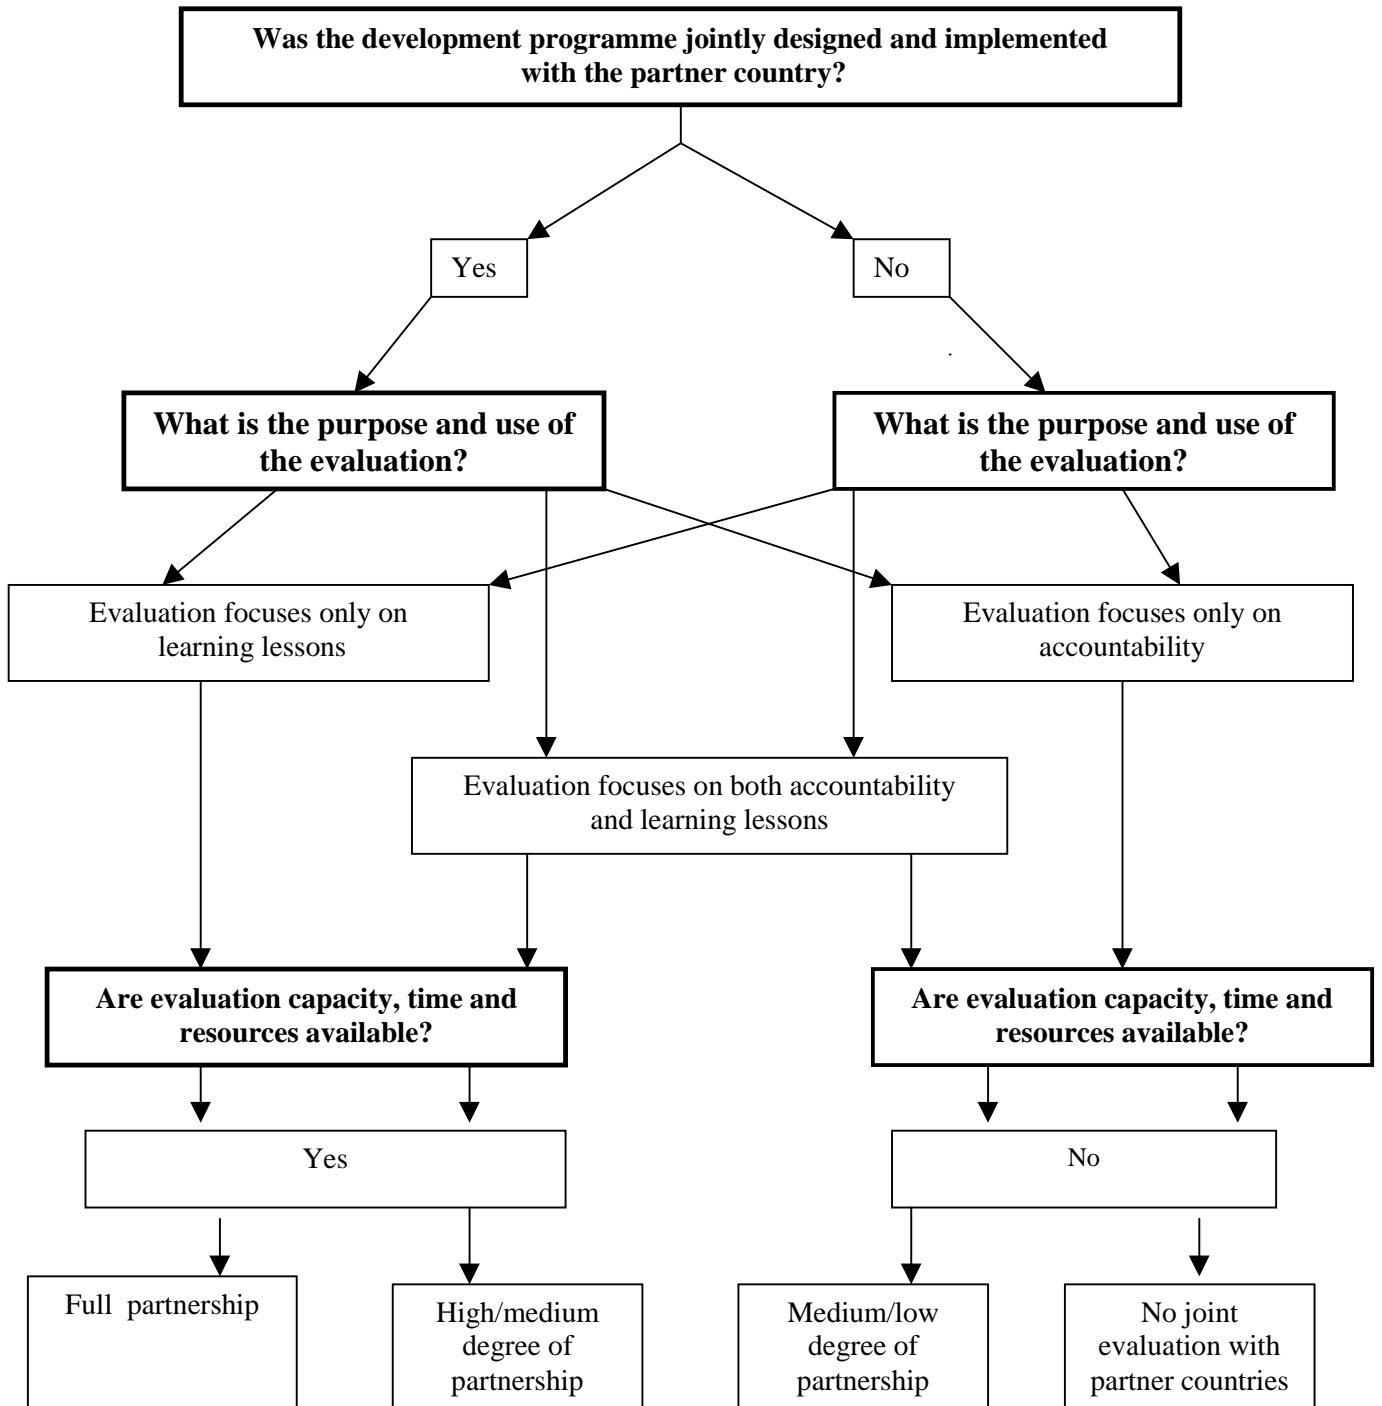 Was the development programme jointly designed and implemented
with the partner country?
Yes
No
What is the purpose and use of
the evaluation?
What is the purpose and use of
the evaluation?
Evaluation focuses only on
learning lessons
Evaluation focuses only on
accountability
Evaluation focuses on both accountability
and learning lessons
Are evaluation capacity, time and
resources available?
Are evaluation capacity, time and
resources available?
Yes
No
Full partnership
High/medium
degree of
partnership
Medium/low
degree of
partnership
No joint
evaluation with
partner countries